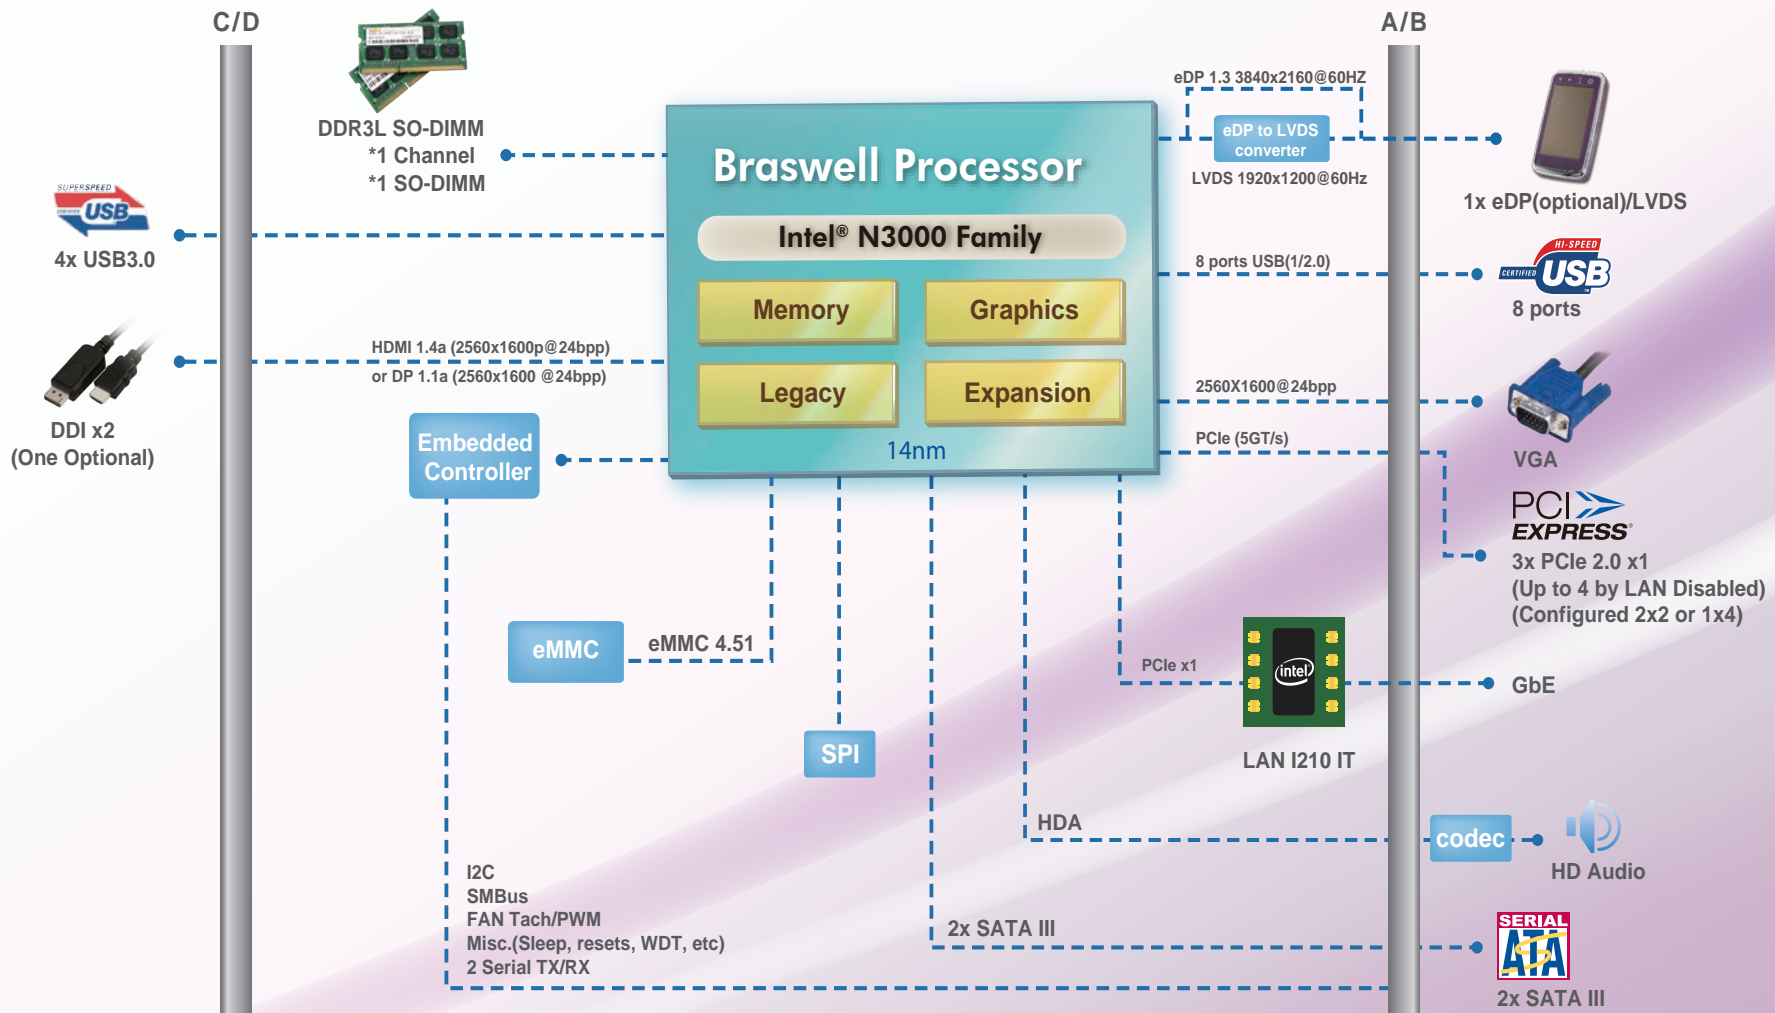 C/D
A/B
DDR3L SO-DIMM
*1 Channel
*1 SO-DIMM
SUPERSPEED
CERTIFIED
USB
4x USB3.0
HDMI 1.4a (2560x1600p@24bpp)
or DP 1.1a (2560x1600 @24bpp)
DDI x2
(One Optional)
Embedded
Controller
Braswell Processor
Intel® N3000 Family
Memory
Graphics
Legacy
Expansion
14nm
eDP 1.3 3840x2160@60HZ
eDP to LVDS
converter
LVDS 1920x1200@60Hz
1x eDP(optional)/LVDS
8 ports USB(1/2.0)
HI-SPEED
CERTIFIED
USB
8 ports
2560X1600@24bpp
VGA
PCIe (5GT/s)
PCI
EXPRESS®
3x PCIe 2.0 x1
(Up to 4 by LAN Disabled)
(Configured 2x2 or 1x4)
eMMC
eMMC 4.51
SPI
PCIe x1
intel
LAN I210 IT
GbE
HDA
codec
HD Audio
I2C
SMBus
FAN Tach/PWM
Misc.(Sleep, resets, WDT, etc)
2 Serial TX/RX
2x SATA III
SERIAL
ATA
2x SATA III